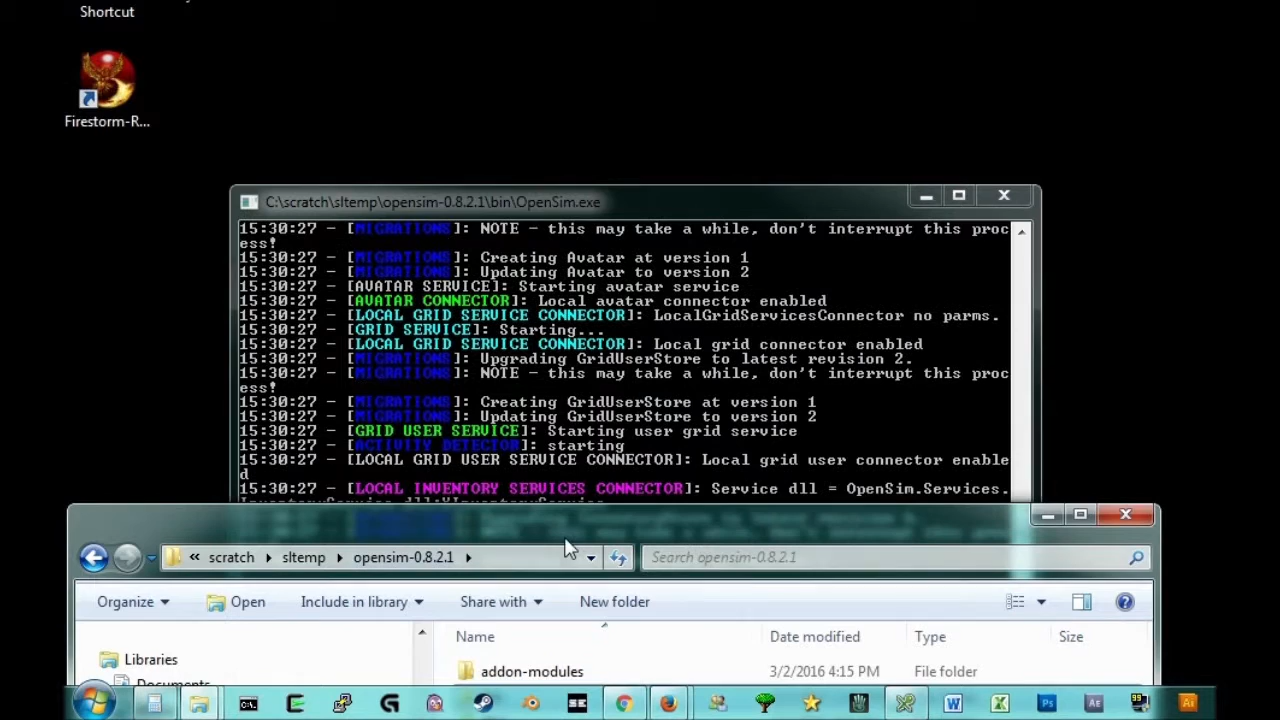 Shortcut
Firestorm-R...
C:\scratch\sltemp\opensim-0.8.2.1\bin\OpenSim.exe
15:30:27 - [MIGRATIONS]: NOTE - this may take a while, don't interrupt this proc
ess!
15:30:27 - [MIGRATIONS]: Creating Avatar at version 1
15:30:27 - [MIGRATIONS]: Updating Avatar to version 2
15:30:27 - [AVATAR SERVICE]: Starting avatar service
15:30:27 - [AVATAR CONNECTOR]: Local avatar connector enabled
15:30:27 - [LOCAL GRID SERVICE CONNECTOR]: LocalGridServicesConnector no parms.
15:30:27 - [GRID SERVICE]: Starting...
15:30:27 - [LOCAL GRID SERVICE CONNECTOR]: Local grid connector enabled
15:30:27 - [MIGRATIONS]: Upgrading GridUserStore to latest revision 2.
15:30:27 - [MIGRATIONS]: NOTE - this may take a while, don't interrupt this proc
ess!
15:30:27 - [MIGRATIONS]: Creating GridUserStore at version 1
15:30:27 - [MIGRATIONS]: Updating GridUserStore to version 2
15:30:27 - [GRID USER SERVICE]: Starting user grid service
15:30:27 - [ACTIVITY DETECTOR]: starting
15:30:27 - [LOCAL GRID USER SERVICE CONNECTOR]: Local grid user connector enable
d
15:30:27 - [LOCAL INVENTORY SERVICES CONNECTOR]: Service dll = OpenSim.Services.
« scratch sltemp opensim-0.8.2.1
Search opensim-0.8.2.1
Organize Open Include in library Share with New folder
Name Date modified Type Size
Libraries
Documents
addon-modules 3/2/2016 4:15 PM File folder